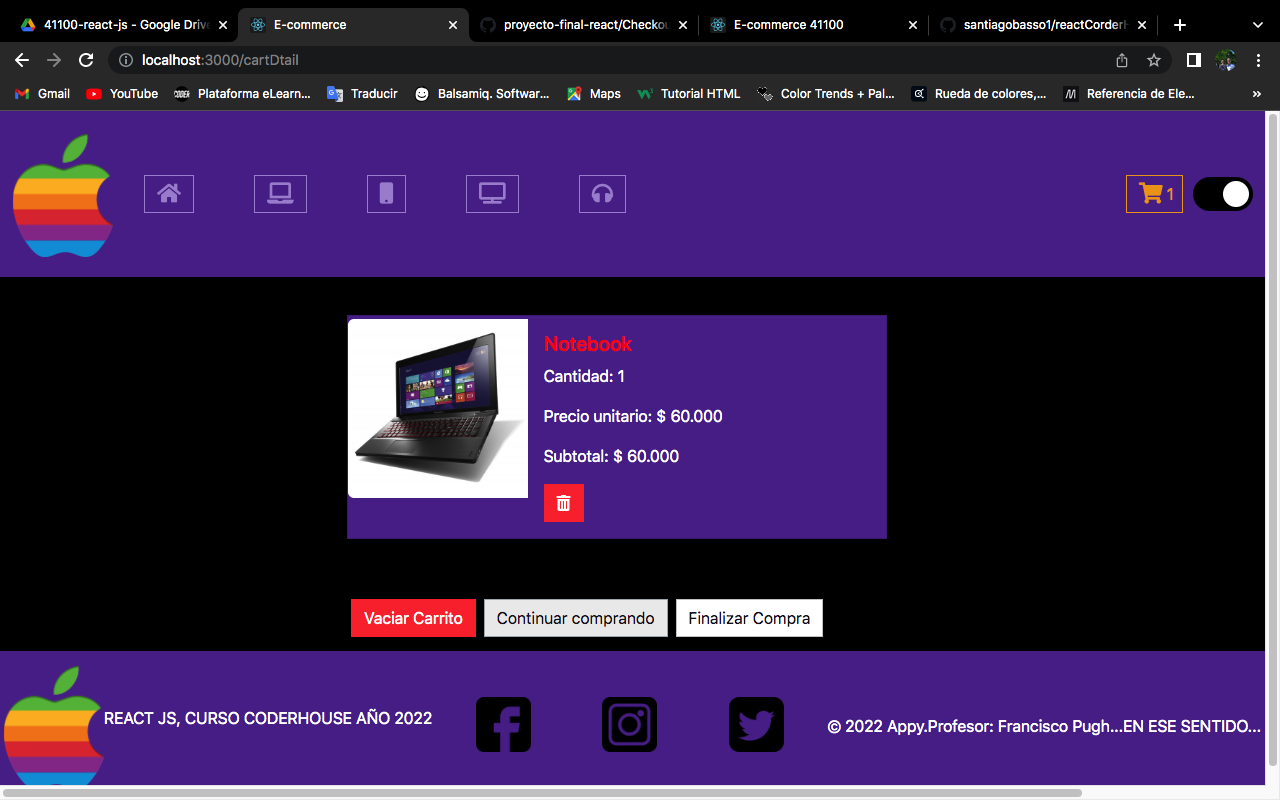 41100-react-js - Google Drive
E-commerce
proyecto-final-react/Checkou
E-commerce 41100
santiagobasso1/reactCorderH
localhost:3000/cartDtail
Gmail
YouTube
CODER
Plataforma eLearn...
Traducir
Balsamiq. Softwar...
Maps
Tutorial HTML
Color Trends + Pal...
Rueda de colores,...
Referencia de Ele...
»
1
Notebook
Cantidad: 1
Precio unitario: $ 60.000
Subtotal: $ 60.000
Vaciar Carrito
Continuar comprando
Finalizar Compra
REACT JS, CURSO CODERHOUSE AÑO 2022
© 2022 Appy.Profesor: Francisco Pugh...EN ESE SENTIDO...